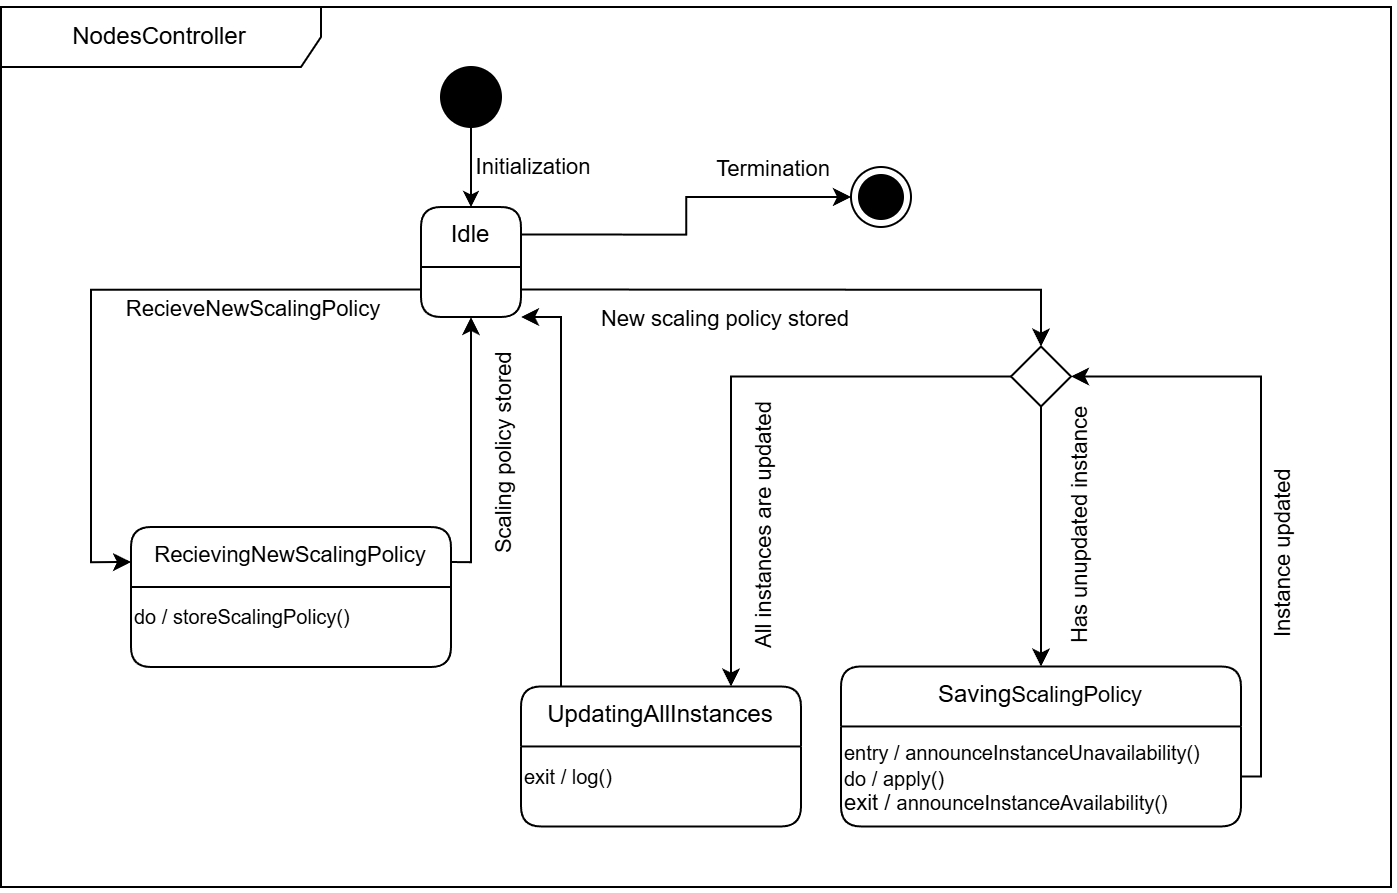 NodesController
Initialization
Termination
Idle
RecieveNewScalingPolicy
New scaling policy stored
Scaling policy stored
All instances are updated
Has unupdated instance
Instance updated
RecievingNewScalingPolicy
do / storeScalingPolicy()
UpdatingAllInstances
exit / log()
SavingScalingPolicy
entry / announceInstanceUnavailability()
do / apply()
exit / announceInstanceAvailability()